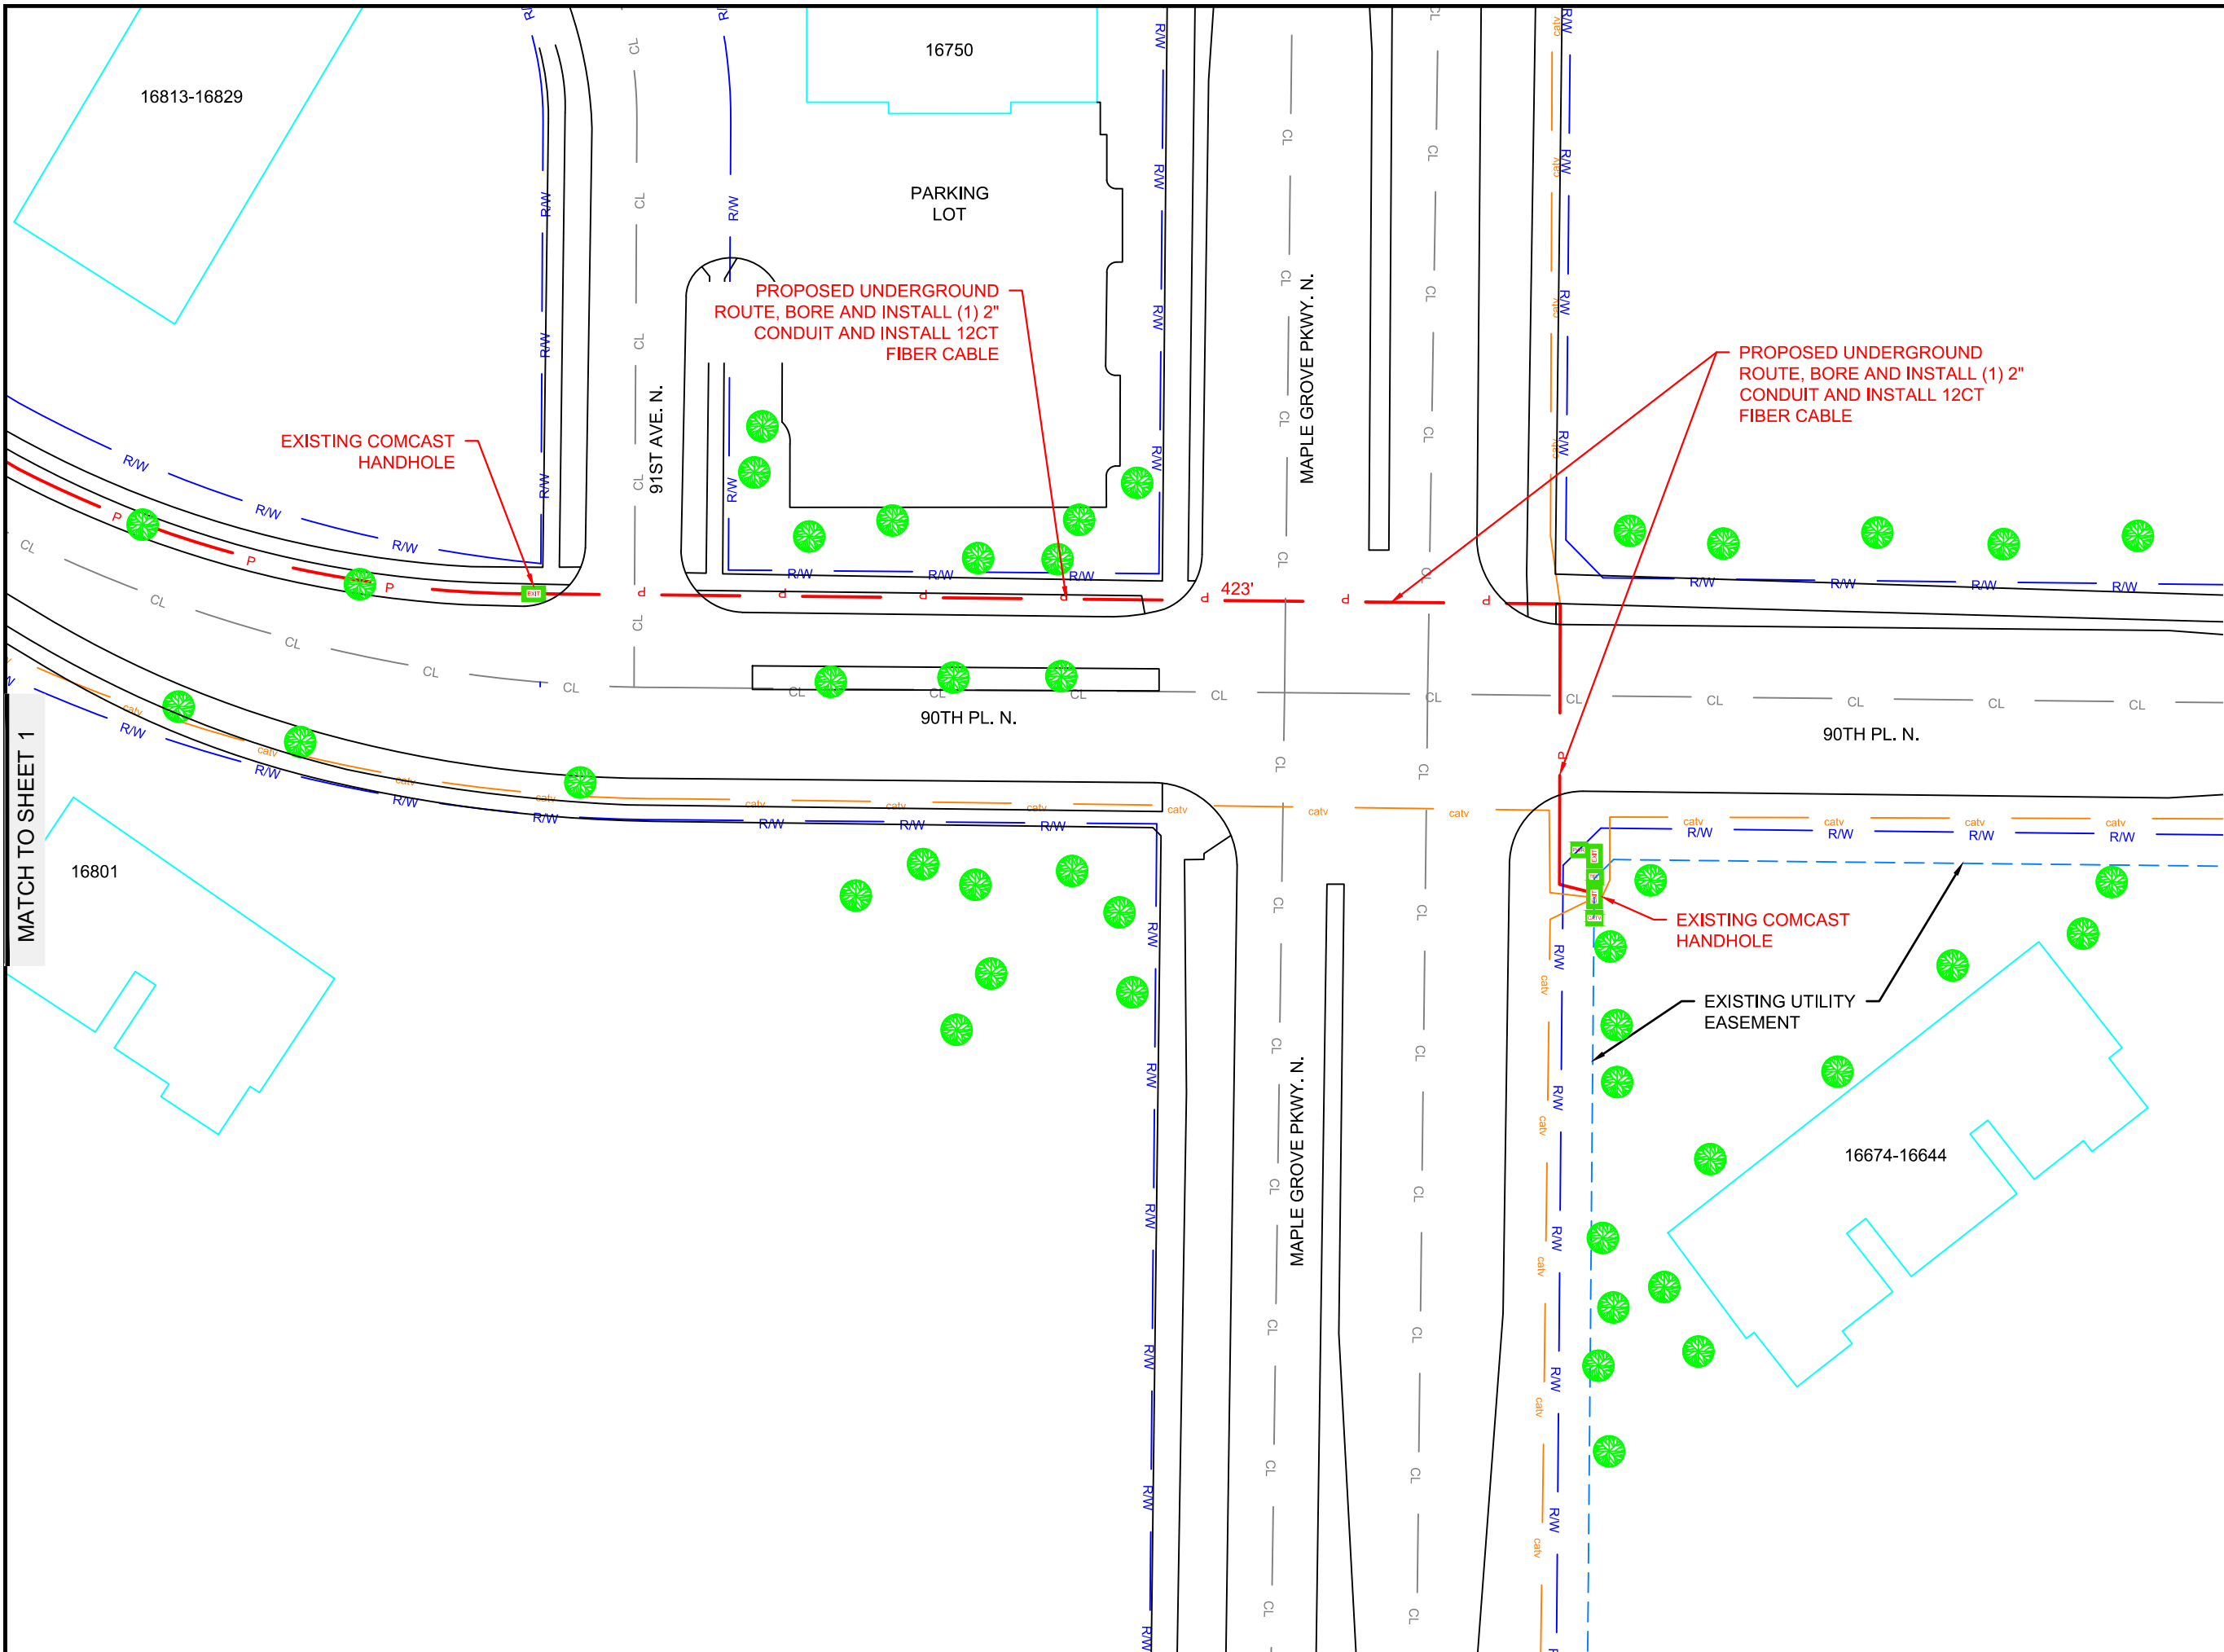 16813-16829
16750
PARKING
LOT
PROPOSED UNDERGROUND
ROUTE, BORE AND INSTALL (1) 2"
CONDUIT AND INSTALL 12CT
FIBER CABLE
PROPOSED UNDERGROUND
ROUTE, BORE AND INSTALL (1) 2"
CONDUIT AND INSTALL 12CT
FIBER CABLE
EXISTING COMCAST
HANDHOLE
91ST AVE. N.
MAPLE GROVE PKWY. N.
423'
90TH PL. N.
90TH PL. N.
MATCH TO SHEET 1
16801
EXISTING COMCAST
HANDHOLE
EXISTING UTILITY
EASEMENT
MAPLE GROVE PKWY. N.
16674-16644
R/W
CL
P
catv
EXIT